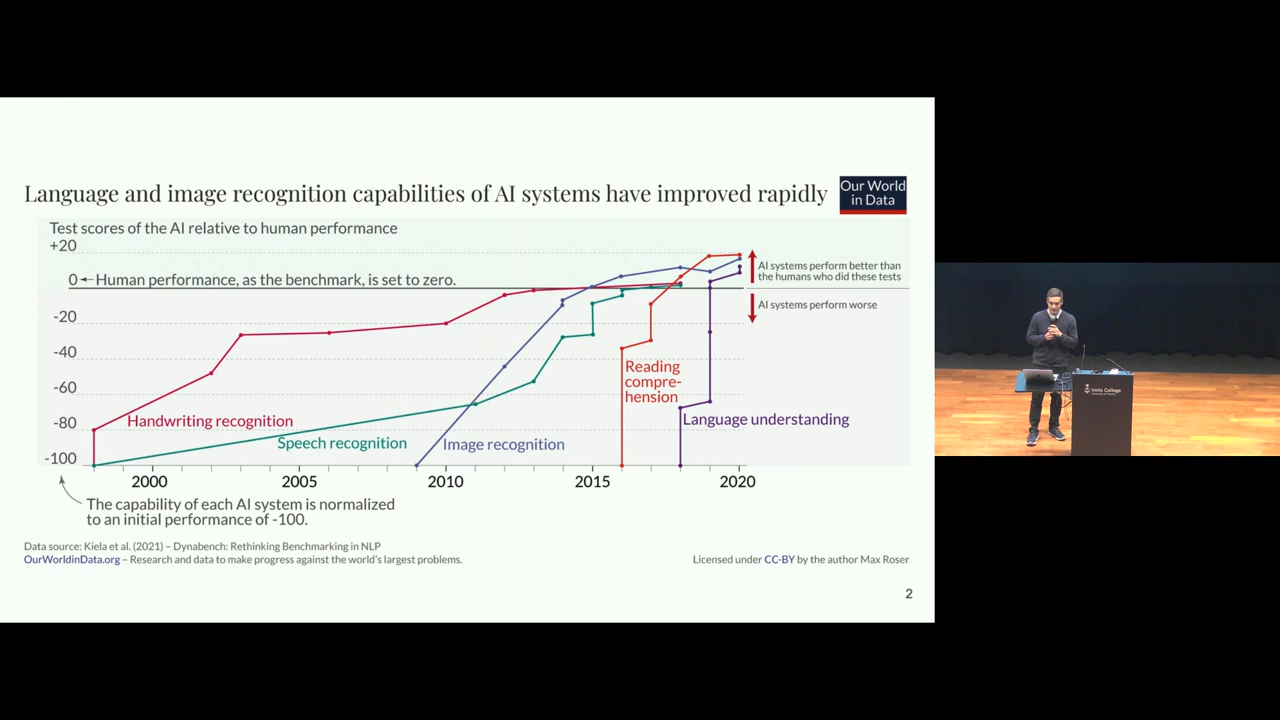 Language and image recognition capabilities of AI systems have improved rapidly
Our World
in Data
Test scores of the AI relative to human performance
+20
0
Human performance, as the benchmark, is set to zero.
AI systems perform better than
the humans who did these tests
AI systems perform worse
-20
-40
-60
-80
-100
Reading
compre-
hension
Handwriting recognition
Language understanding
Speech recognition
Image recognition
2000
2005
2010
2015
2020
The capability of each AI system is normalized
to an initial performance of -100.
Data source: Kiela et al. (2021) – Dynabench: Rethinking Benchmarking in NLP
OurWorldinData.org – Research and data to make progress against the world's largest problems.
Licensed under CC-BY by the author Max Roser
2
Innis College